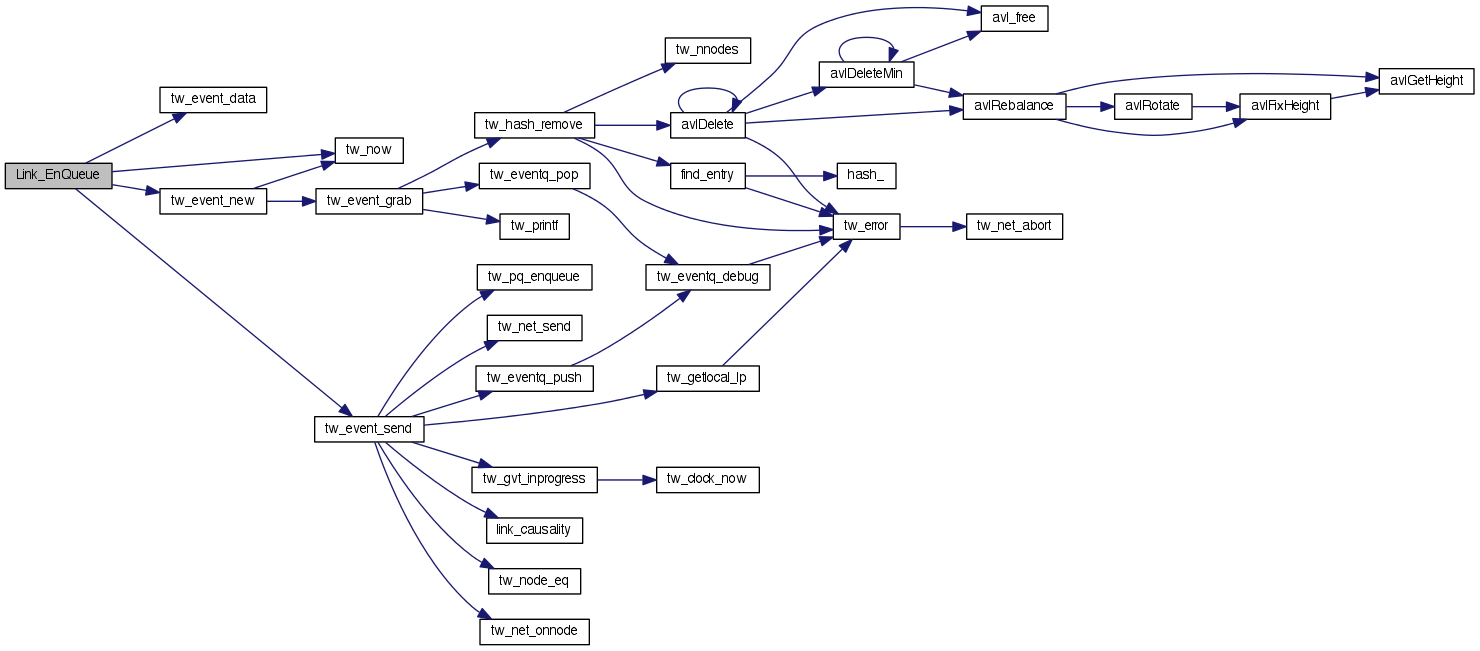 Link_EnQueue
tw_event_data
tw_now
tw_event_new
tw_event_grab
tw_hash_remove
tw_eventq_pop
tw_printf
tw_nnodes
avlDelete
find_entry
avlDeleteMin
avl_free
avlRebalance
avlRotate
avlFixHeight
avlGetHeight
hash_
tw_error
tw_net_abort
tw_eventq_debug
tw_event_send
tw_pq_enqueue
tw_net_send
tw_eventq_push
tw_getlocal_lp
tw_gvt_inprogress
tw_clock_now
link_causality
tw_node_eq
tw_net_onnode